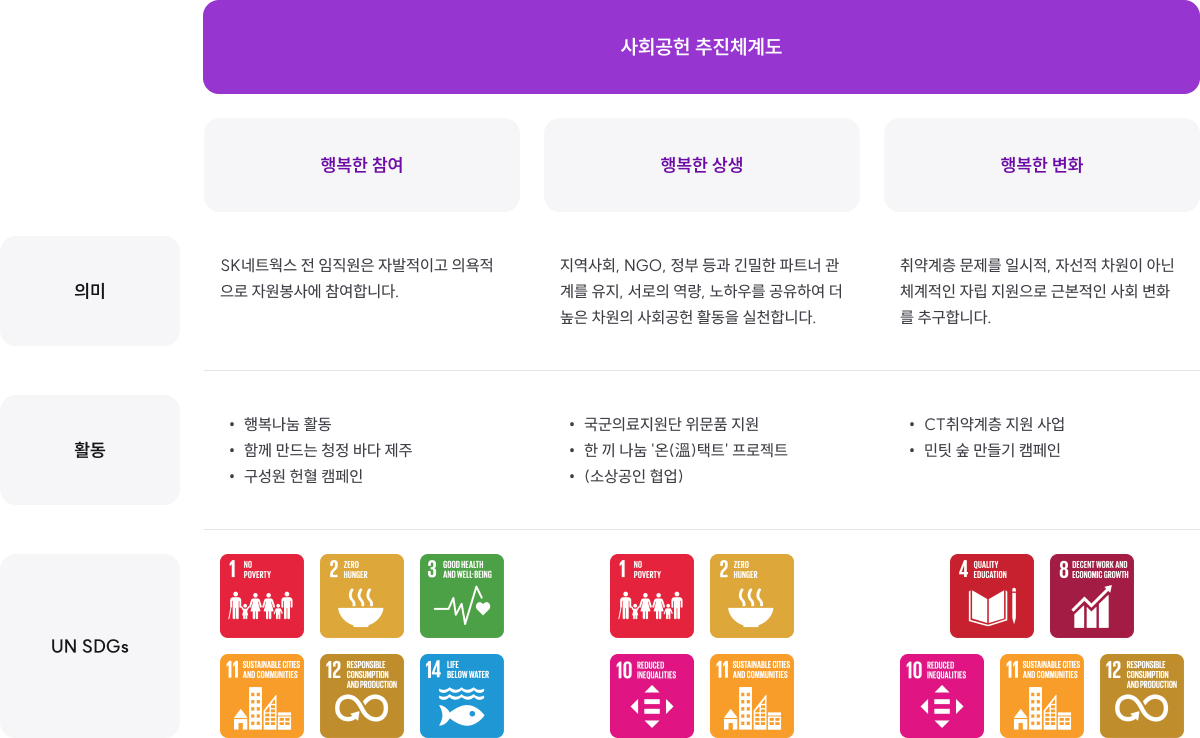 사회공헌 추진체계도
행복한 참여
행복한 상생
행복한 변화
의미
SK네트웍스 전 임직원은 자발적이고 의욕적
으로 자원봉사에 참여합니다.
지역사회, NGO, 정부 등과 긴밀한 파트너 관
계를 유지, 서로의 역량, 노하우를 공유하여 더
높은 차원의 사회공헌 활동을 실천합니다.
취약계층 문제를 일시적, 자선적 차원이 아닌
체계적인 자립 지원으로 근본적인 사회 변화
를 추구합니다.
활동
• 행복나눔 활동
• 함께 만드는 청정 바다 제주
• 구성원 헌혈 캠페인
• 국군의료지원단 위문품 지원
• 한 끼 나눔 '온(溫)택트' 프로젝트
• (소상공인 협업)
• CT취약계층 지원 사업
• 민팃 숲 만들기 캠페인
UN SDGs
1 NO
POVERTY
2 ZERO
HUNGER
3 GOOD HEALTH
AND WELL-BEING
11 SUSTAINABLE CITIES
AND COMMUNITIES
12 RESPONSIBLE
CONSUMPTION
AND PRODUCTION
14 LIFE
BELOW WATER
1 NO
POVERTY
2 ZERO
HUNGER
10 REDUCED
INEQUALITIES
11 SUSTAINABLE CITIES
AND COMMUNITIES
4 QUALITY
EDUCATION
8 DECENT WORK AND
ECONOMIC GROWTH
10 REDUCED
INEQUALITIES
11 SUSTAINABLE CITIES
AND COMMUNITIES
12 RESPONSIBLE
CONSUMPTION
AND PRODUCTION